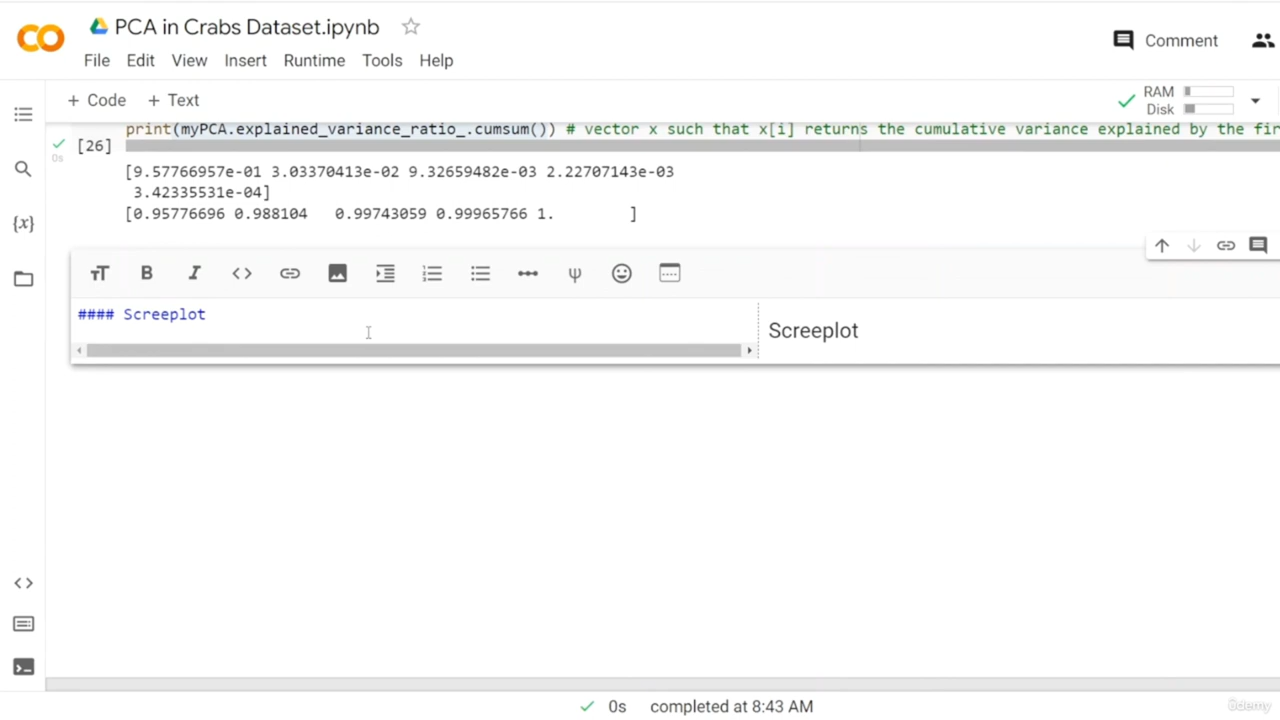 PCA in Crabs Dataset.ipynb
Comment
File Edit View Insert Runtime Tools Help
+ Code + Text
RAM
Disk
print(myPCA.explained_variance_ratio_.cumsum()) # vector x such that x[i] returns the cumulative variance explained by the fir
0s
[26]
[9.57766957e-01 3.03370413e-02 9.32659482e-03 2.22707143e-03
3.42335531e-04]
[0.95776696 0.988104 0.99743059 0.99965766 1. ]
#### Screeplot
Screeplot
0s completed at 8:43 AM
ûdemy